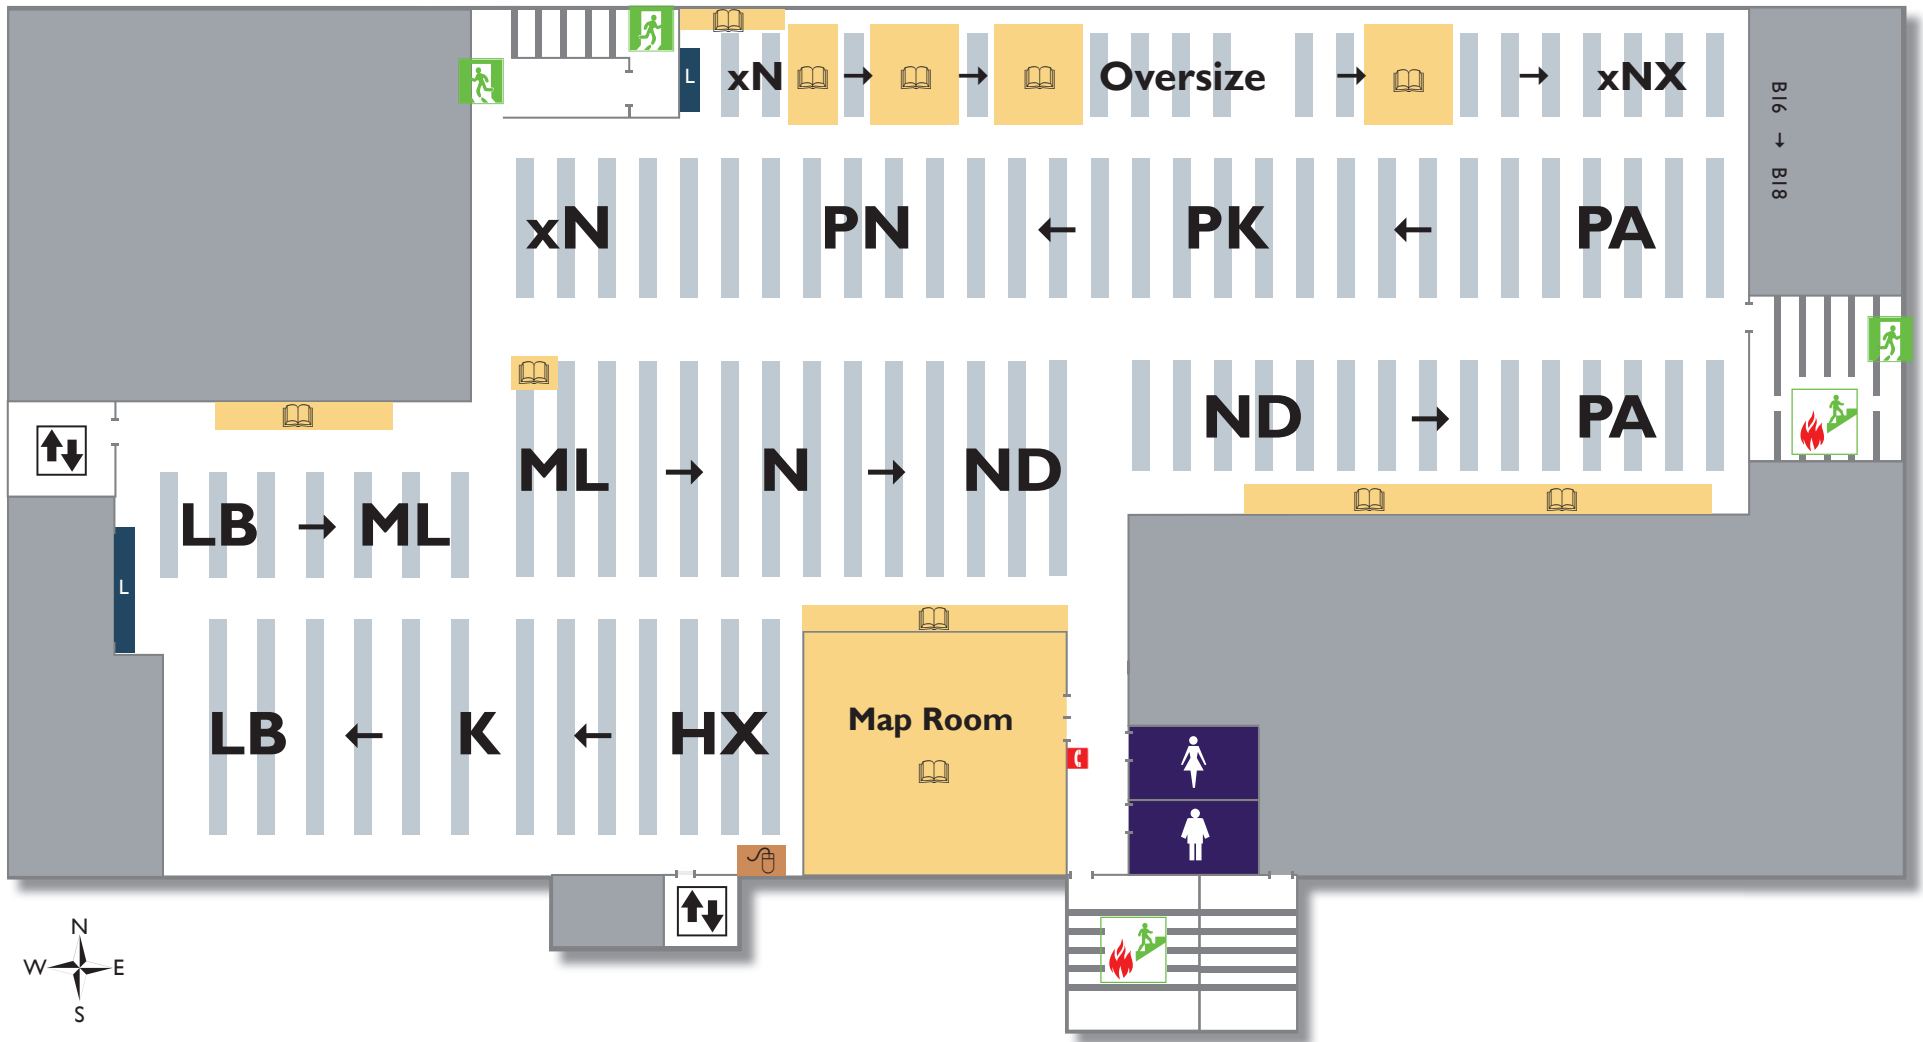 L xN → → Oversize → → xNX
B16 → B18
xN PN ← PK ← PA
ND → PA
ML → N → ND
LB → ML
L
LB ← K ← HX
Map Room
N
W E
S